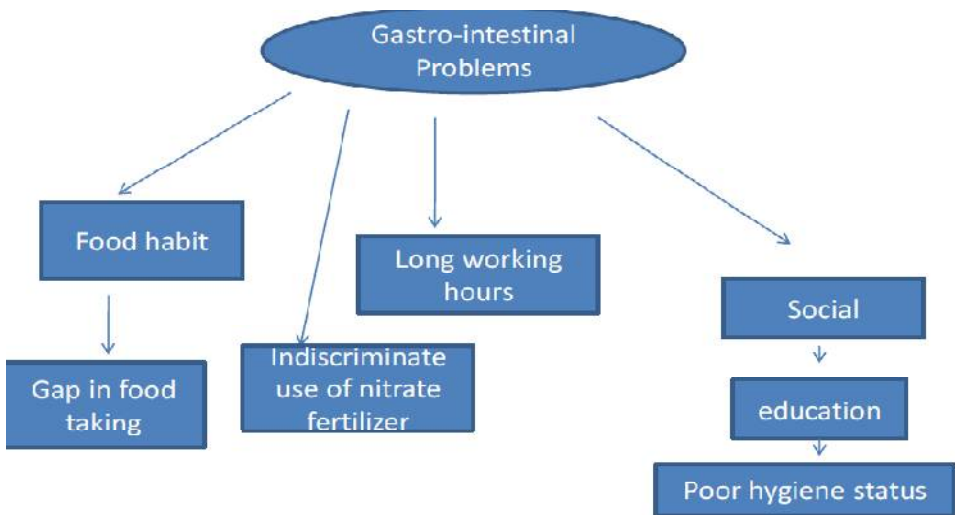 Gastro-intestinal
Problems
Food habit
Long working
hours
Social
Gap in food
taking
Indiscriminate
use of nitrate
fertilizer
education
Poor hygiene status